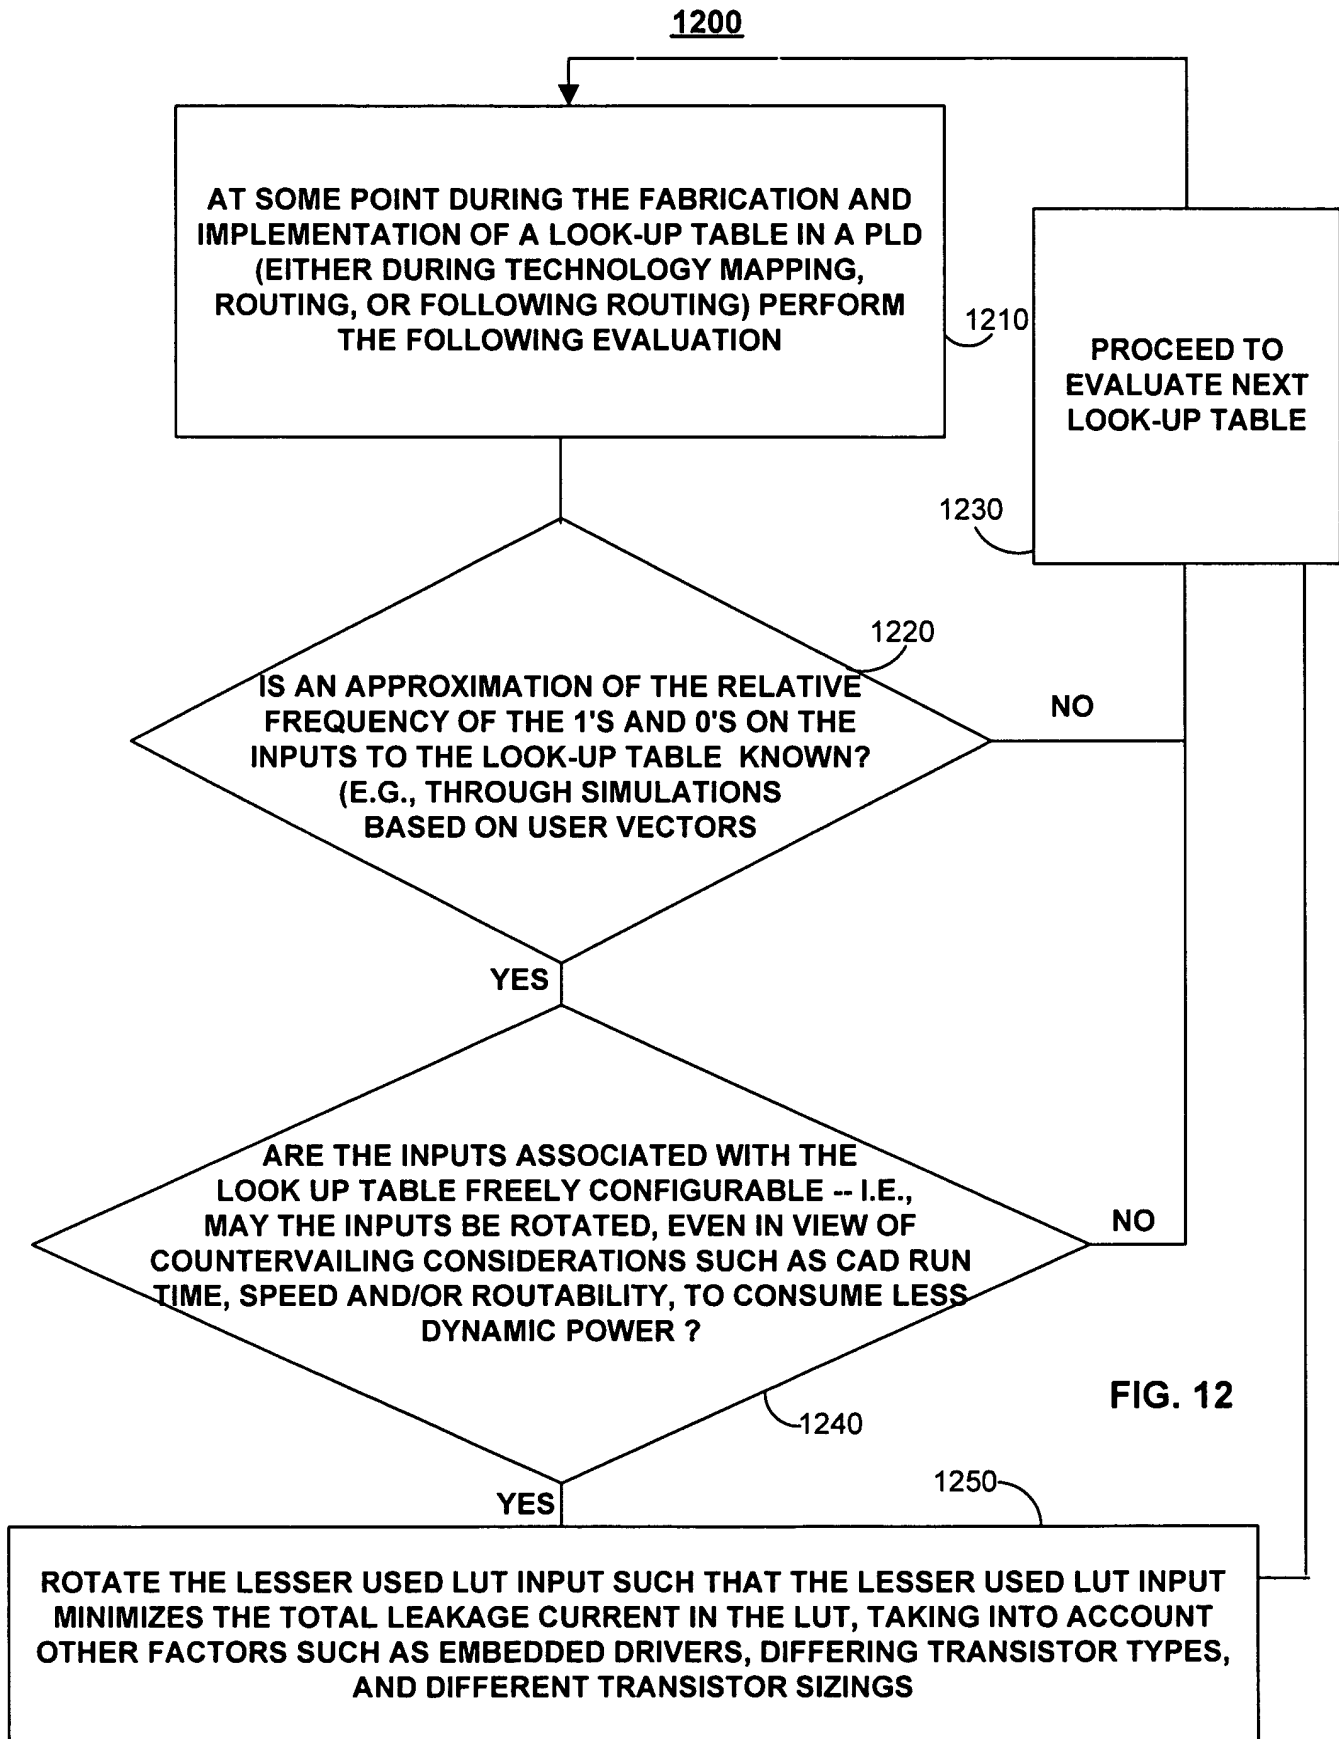 1200
AT SOME POINT DURING THE FABRICATION AND
IMPLEMENTATION OF A LOOK-UP TABLE IN A PLD
(EITHER DURING TECHNOLOGY MAPPING,
ROUTING, OR FOLLOWING ROUTING) PERFORM
THE FOLLOWING EVALUATION
1210
PROCEED TO
EVALUATE NEXT
LOOK-UP TABLE
1230
1220
IS AN APPROXIMATION OF THE RELATIVE
FREQUENCY OF THE 1'S AND 0'S ON THE
INPUTS TO THE LOOK-UP TABLE KNOWN?
(E.G., THROUGH SIMULATIONS
BASED ON USER VECTORS
NO
YES
ARE THE INPUTS ASSOCIATED WITH THE
LOOK UP TABLE FREELY CONFIGURABLE -- I.E.,
MAY THE INPUTS BE ROTATED, EVEN IN VIEW OF
COUNTERVAILING CONSIDERATIONS SUCH AS CAD RUN
TIME, SPEED AND/OR ROUTABILITY, TO CONSUME LESS
DYNAMIC POWER ?
NO
FIG. 12
1240
YES
1250
ROTATE THE LESSER USED LUT INPUT SUCH THAT THE LESSER USED LUT INPUT
MINIMIZES THE TOTAL LEAKAGE CURRENT IN THE LUT, TAKING INTO ACCOUNT
OTHER FACTORS SUCH AS EMBEDDED DRIVERS, DIFFERING TRANSISTOR TYPES,
AND DIFFERENT TRANSISTOR SIZINGS